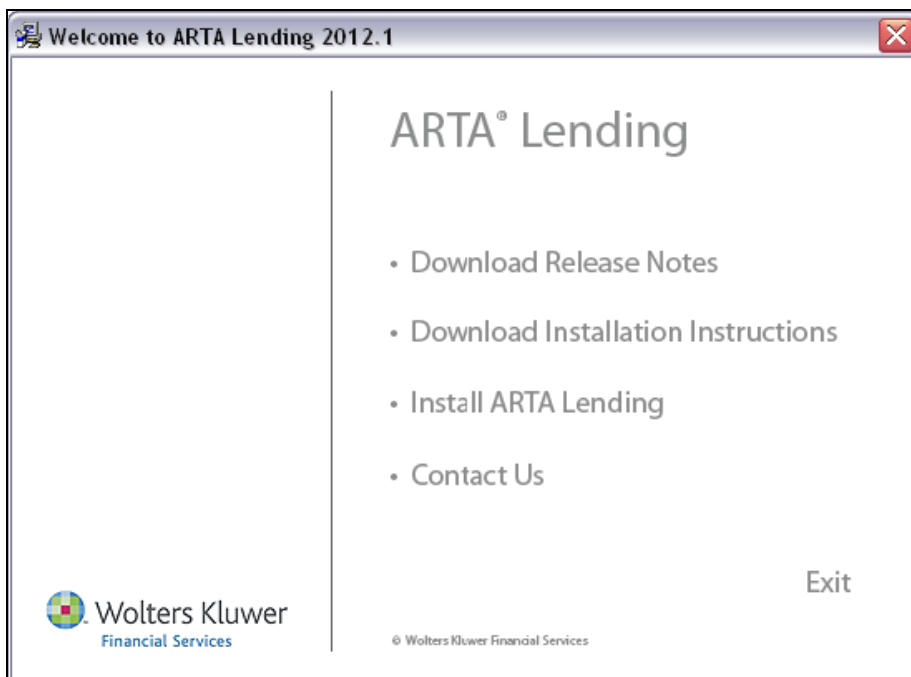 Welcome to ARTA Lending 2012.1
ARTA® Lending
• Download Release Notes
• Download Installation Instructions
• Install ARTA Lending
• Contact Us
Exit
Wolters Kluwer
Financial Services
© Wolters Kluwer Financial Services